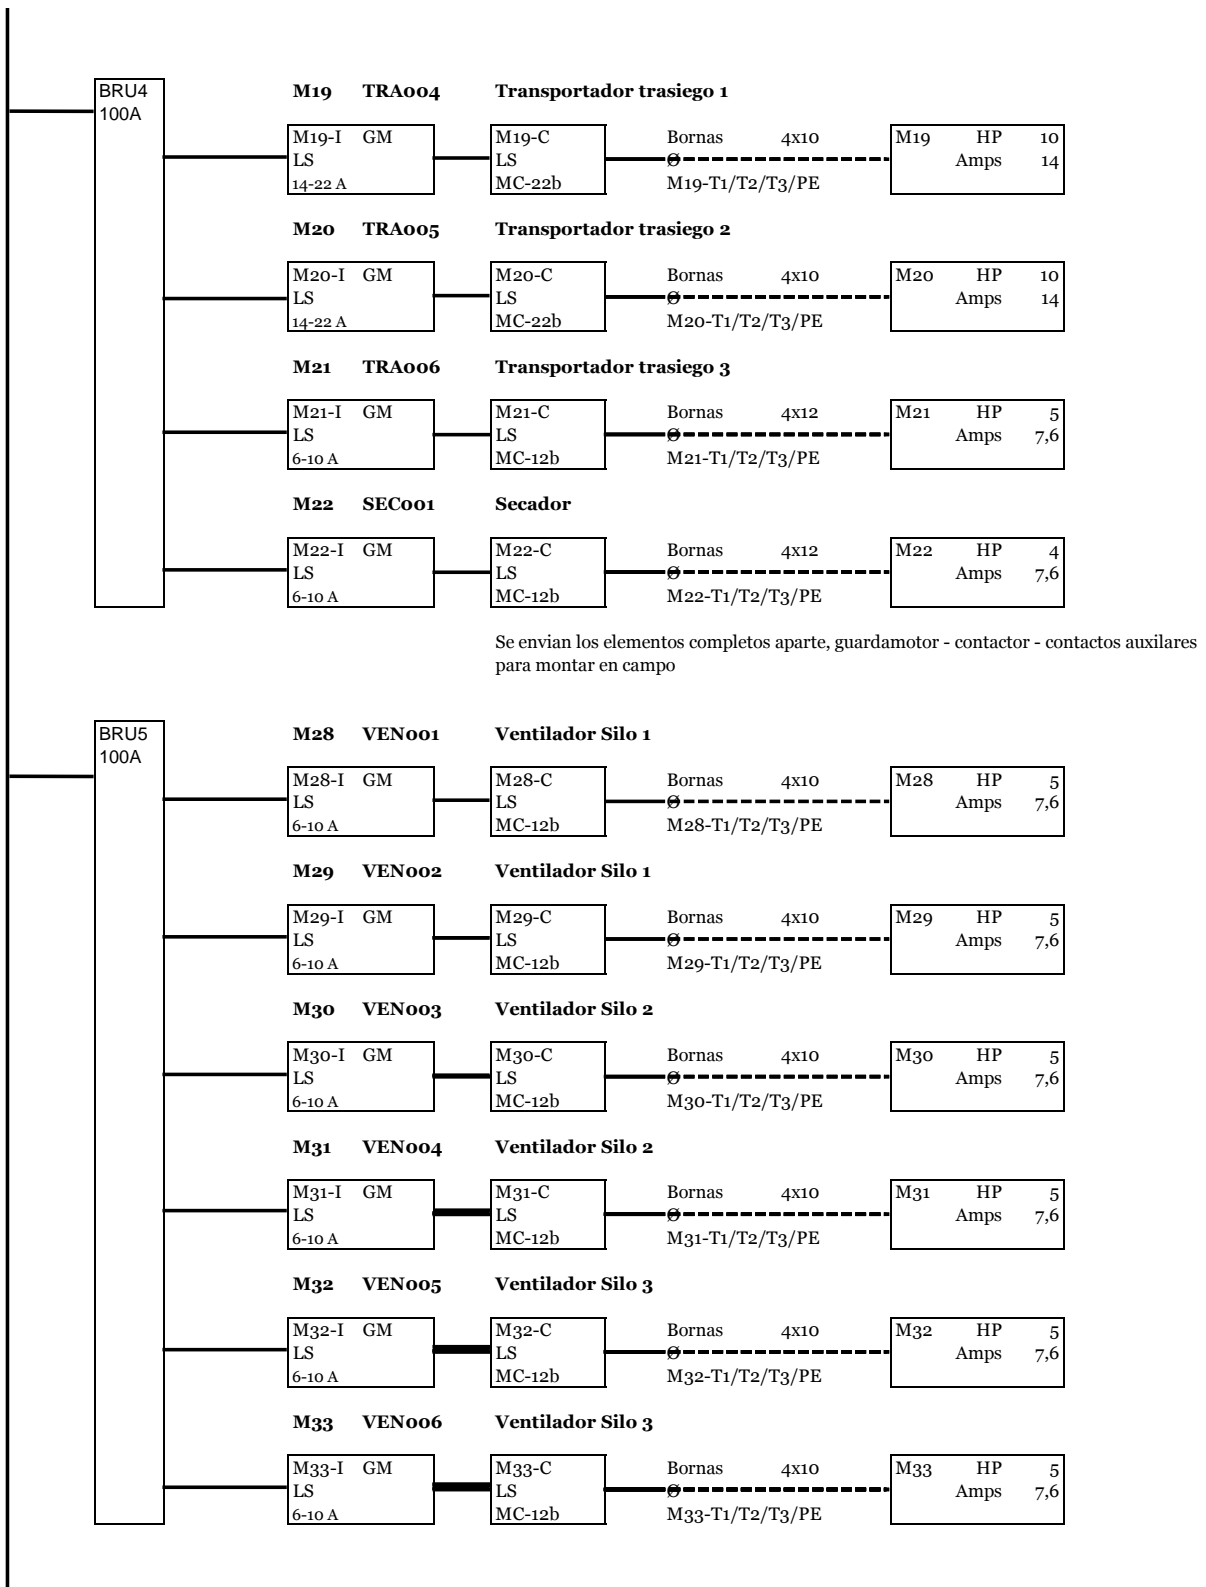 BRU4
100A
M19 TRA004 Transportador trasiego 1
M19-I GM M19-C Bornas 4x10 M19 HP 10
LS LS Ø Amps 14
14-22 A MC-22b M19-T1/T2/T3/PE
M20 TRA005 Transportador trasiego 2
M20-I GM M20-C Bornas 4x10 M20 HP 10
LS LS Ø Amps 14
14-22 A MC-22b M20-T1/T2/T3/PE
M21 TRA006 Transportador trasiego 3
M21-I GM M21-C Bornas 4x12 M21 HP 5
LS LS Ø Amps 7,6
6-10 A MC-12b M21-T1/T2/T3/PE
M22 SEC001 Secador
M22-I GM M22-C Bornas 4x12 M22 HP 4
LS LS Ø Amps 7,6
6-10 A MC-12b M22-T1/T2/T3/PE
Se envian los elementos completos aparte, guardamotor - contactor - contactos auxilares
para montar en campo
BRU5
100A
M28 VEN001 Ventilador Silo 1
M28-I GM M28-C Bornas 4x10 M28 HP 5
LS LS Ø Amps 7,6
6-10 A MC-12b M28-T1/T2/T3/PE
M29 VEN002 Ventilador Silo 1
M29-I GM M29-C Bornas 4x10 M29 HP 5
LS LS Ø Amps 7,6
6-10 A MC-12b M29-T1/T2/T3/PE
M30 VEN003 Ventilador Silo 2
M30-I GM M30-C Bornas 4x10 M30 HP 5
LS LS Ø Amps 7,6
6-10 A MC-12b M30-T1/T2/T3/PE
M31 VEN004 Ventilador Silo 2
M31-I GM M31-C Bornas 4x10 M31 HP 5
LS LS Ø Amps 7,6
6-10 A MC-12b M31-T1/T2/T3/PE
M32 VEN005 Ventilador Silo 3
M32-I GM M32-C Bornas 4x10 M32 HP 5
LS LS Ø Amps 7,6
6-10 A MC-12b M32-T1/T2/T3/PE
M33 VEN006 Ventilador Silo 3
M33-I GM M33-C Bornas 4x10 M33 HP 5
LS LS Ø Amps 7,6
6-10 A MC-12b M33-T1/T2/T3/PE